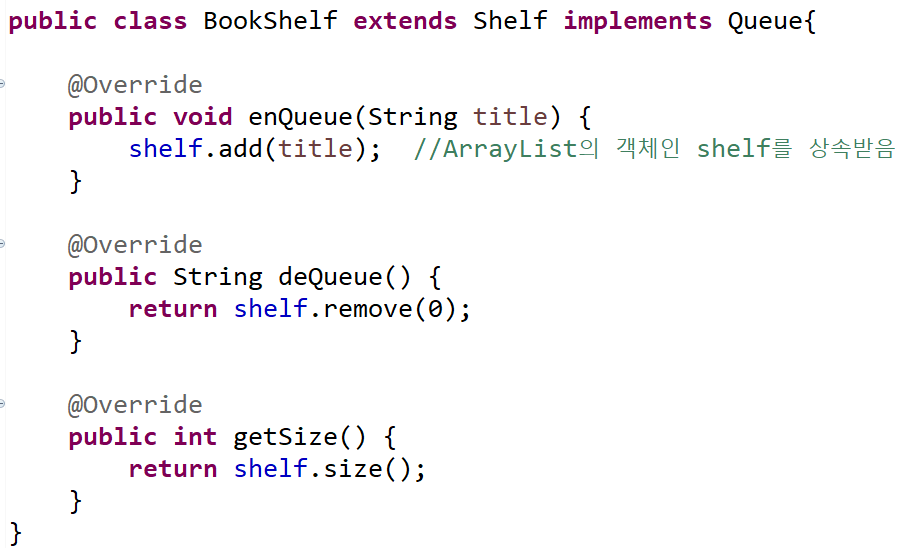 public class BookShelf extends Shelf implements Queue{
@Override
public void enQueue(String title) {
shelf.add(title); //ArrayList의 객체인 shelf를 상속받음
}
@Override
public String deQueue() {
return shelf.remove(0);
}
@Override
public int getSize() {
return shelf.size();
}
}